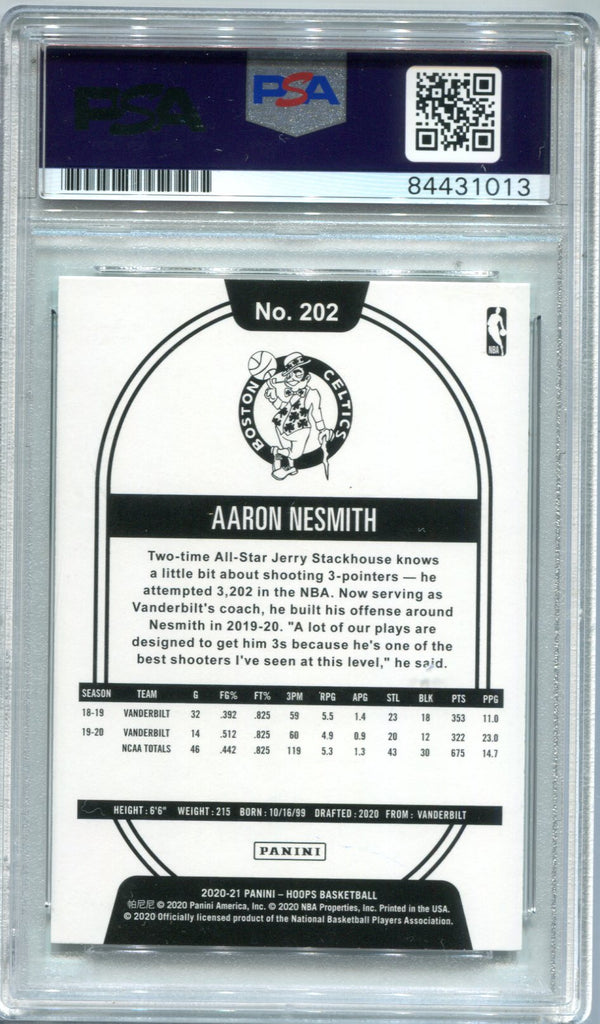 PSA PSA
84431013
No. 202
NBA
BOSTON CELTICS
AARON NESMITH
Two-time All-Star Jerry Stackhouse knows
a little bit about shooting 3-pointers — he
attempted 3,202 in the NBA. Now serving as
Vanderbilt's coach, he built his offense around
Nesmith in 2019-20. "A lot of our plays are
designed to get him 3s because he's one of the
best shooters I've seen at this level," he said.
SEASON TEAM G FG% FT% 3PM RPG APG STL BLK PTS PPG
18-19 VANDERBILT 32 .392 .825 59 5.5 1.4 23 18 353 11.0
19-20 VANDERBILT 14 .512 .825 60 4.9 0.9 20 12 322 23.0
NCAA TOTALS 46 .442 .825 119 5.3 1.3 43 30 675 14.7
HEIGHT: 6'6" WEIGHT: 215 BORN: 10/16/99 DRAFTED: 2020 FROM: VANDERBILT
PANINI
2020-21 PANINI – HOOPS BASKETBALL
帕尼尼 © 2020 Panini America, Inc. © 2020 NBA Properties, Inc. Printed in the USA.
© 2020 Officially licensed product of the National Basketball Players Association.